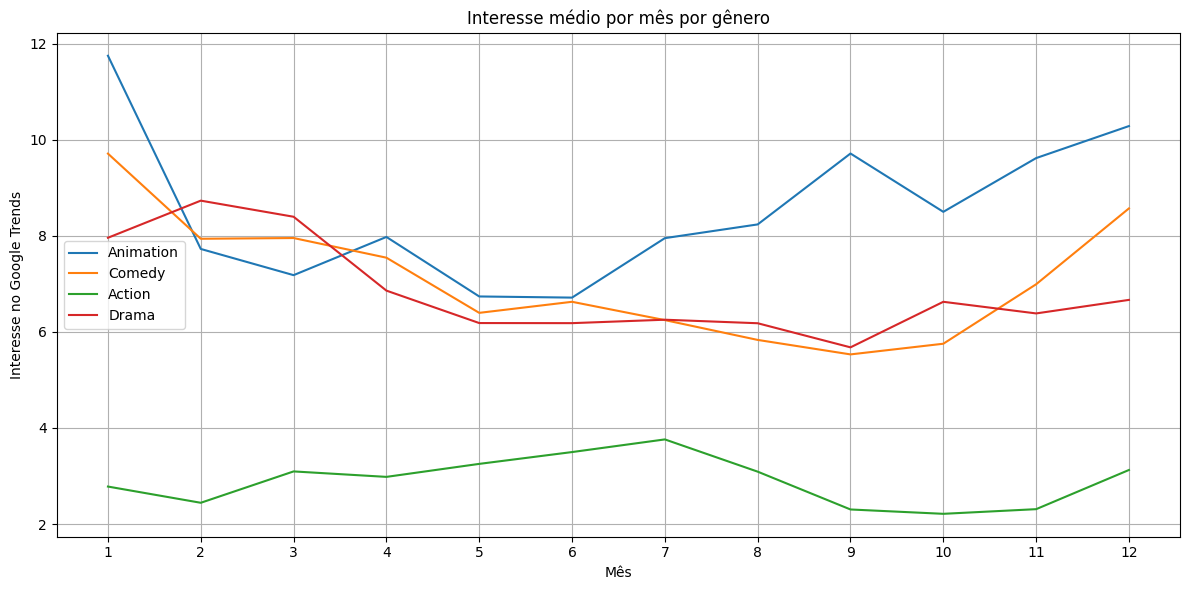 Interesse médio por mês por gênero
Interesse no Google Trends
12
10
8
6
4
2
Animation
Comedy
Action
Drama
1 2 3 4 5 6 7 8 9 10 11 12
Mês